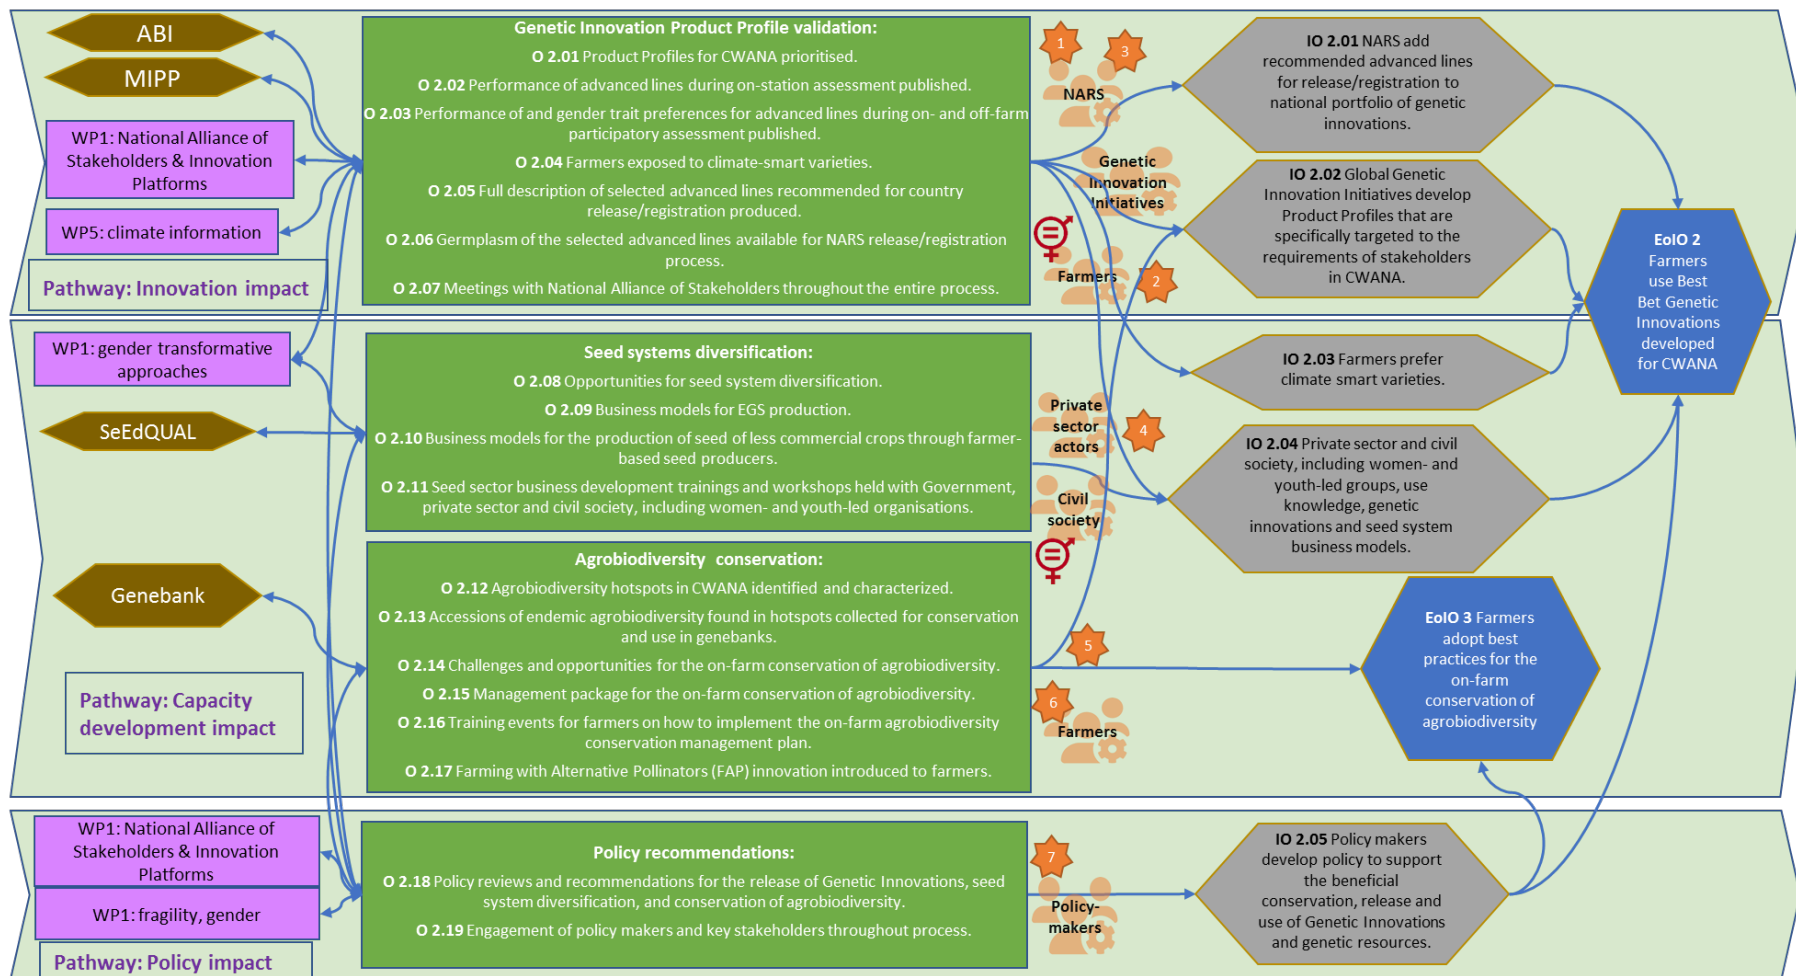 ABI
MIPP
WP1: National Alliance of
Stakeholders & Innovation
Platforms
WP5: climate information
Pathway: Innovation impact
Genetic Innovation Product Profile validation:
O 2.01 Product Profiles for CWANA prioritised.
O 2.02 Performance of advanced lines during on-station assessment published.
O 2.03 Performance of and gender trait preferences for advanced lines during on- and off-farm
participatory assessment published.
O 2.04 Farmers exposed to climate-smart varieties.
O 2.05 Full description of selected advanced lines recommended for country
release/registration produced.
O 2.06 Germplasm of the selected advanced lines available for NARS release/registration
process.
O 2.07 Meetings with National Alliance of Stakeholders throughout the entire process.
1
3
NARS
Genetic
Innovation
Initiatives
Farmers
2
IO 2.01 NARS add
recommended advanced lines
for release/registration to
national portfolio of genetic
innovations.
IO 2.02 Global Genetic
Innovation Initiatives develop
Product Profiles that are
specifically targeted to the
requirements of stakeholders
in CWANA.
EoIO 2
Farmers
use Best
Bet Genetic
Innovations
developed
for CWANA
WP1: gender transformative
approaches
SeEdQUAL
Genebank
Pathway: Capacity
development impact
Seed systems diversification:
O 2.08 Opportunities for seed system diversification.
O 2.09 Business models for EGS production.
O 2.10 Business models for the production of seed of less commercial crops through farmer-
based seed producers.
O 2.11 Seed sector business development trainings and workshops held with Government,
private sector and civil society, including women- and youth-led organisations.
Agrobiodiversity conservation:
O 2.12 Agrobiodiversity hotspots in CWANA identified and characterized.
O 2.13 Accessions of endemic agrobiodiversity found in hotspots collected for conservation
and use in genebanks.
O 2.14 Challenges and opportunities for the on-farm conservation of agrobiodiversity.
O 2.15 Management package for the on-farm conservation of agrobiodiversity.
O 2.16 Training events for farmers on how to implement the on-farm agrobiodiversity
conservation management plan.
O 2.17 Farming with Alternative Pollinators (FAP) innovation introduced to farmers.
Private
sector
actors
4
Civil
society
5
6
Farmers
IO 2.03 Farmers prefer
climate smart varieties.
IO 2.04 Private sector and civil
society, including women- and
youth-led groups, use
knowledge, genetic
innovations and seed system
business models.
EoIO 3 Farmers
adopt best
practices for the
on-farm
conservation of
agrobiodiversity
WP1: National Alliance of
Stakeholders & Innovation
Platforms
WP1: fragility, gender
Pathway: Policy impact
Policy recommendations:
O 2.18 Policy reviews and recommendations for the release of Genetic Innovations, seed
system diversification, and conservation of agrobiodiversity.
O 2.19 Engagement of policy makers and key stakeholders throughout process.
7
Policy-
makers
IO 2.05 Policy makers
develop policy to support
the beneficial
conservation, release and
use of Genetic Innovations
and genetic resources.